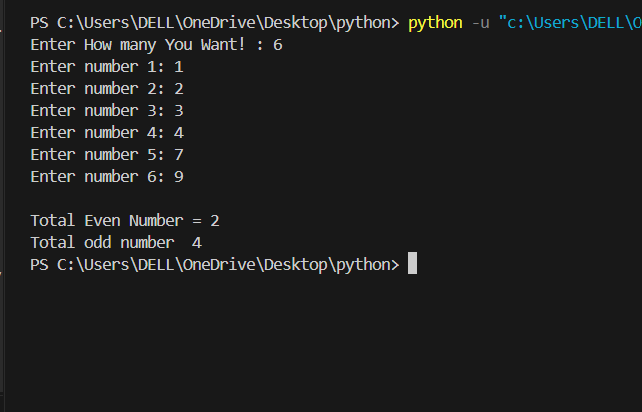 PS C:\Users\DELL\OneDrive\Desktop\python> python -u "c:\Users\DELL\O
Enter How many You Want! : 6
Enter number 1: 1
Enter number 2: 2
Enter number 3: 3
Enter number 4: 4
Enter number 5: 7
Enter number 6: 9

Total Even Number = 2
Total odd number  4
PS C:\Users\DELL\OneDrive\Desktop\python>